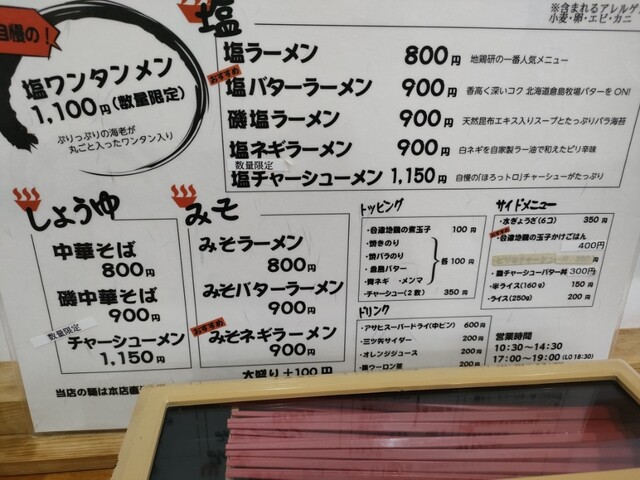 自慢の！
塩ワンタンメン
1,100円(数量限定)
ぷりっぷりの海老が
丸ごと入ったワンタン入り
※含まれるアレルゲ
小麦・卵・エビ・カニ
塩
塩ラーメン 800円 地鶏研の一番人気メニュー
おすすめ
塩バターラーメン 900円 香高く深いコク 北海道倉島牧場バターをON!
磯塩ラーメン 900円 天然昆布エキス入りスープとたっぷりバラ海苔
塩ネギラーメン 900円 白ネギを自家製ラー油で和えたピリ辛味
数量限定
塩チャーシューメン 1,150円 自慢の「ほろっトロ」チャーシューがたっぷり
しょうゆ
中華そば
800円
磯中華そば
900円
数量限定
チャーシューメン
1,150円
みそ
みそラーメン
800円
みそバターラーメン
900円
おすすめ
みそネギラーメン
900円
大盛り+100円
トッピング
・会津地鶏の煮玉子 100円
・焼きのり
・焼バラのり
・倉島バター
各100円
・青ネギ ・メンマ
・チャーシュー(2枚) 350円
ドリンク
・アサヒスーパードライ(中ビン) 600円
・三ツ矢サイダー 200円
・オレンジジュース 200円
・黒ウーロン茶 200円
サイドメニュー
・水ぎょうざ(6コ) 350円
おすすめ
・会津地鶏の玉子かけごはん
400円
・鶏チャーシューバター丼 300円
・半ライス(160g) 150円
・ライス(250g) 200円
営業時間
10:30~14:30
17:00~19:00(LO 18:30)
当店の麺は本店直